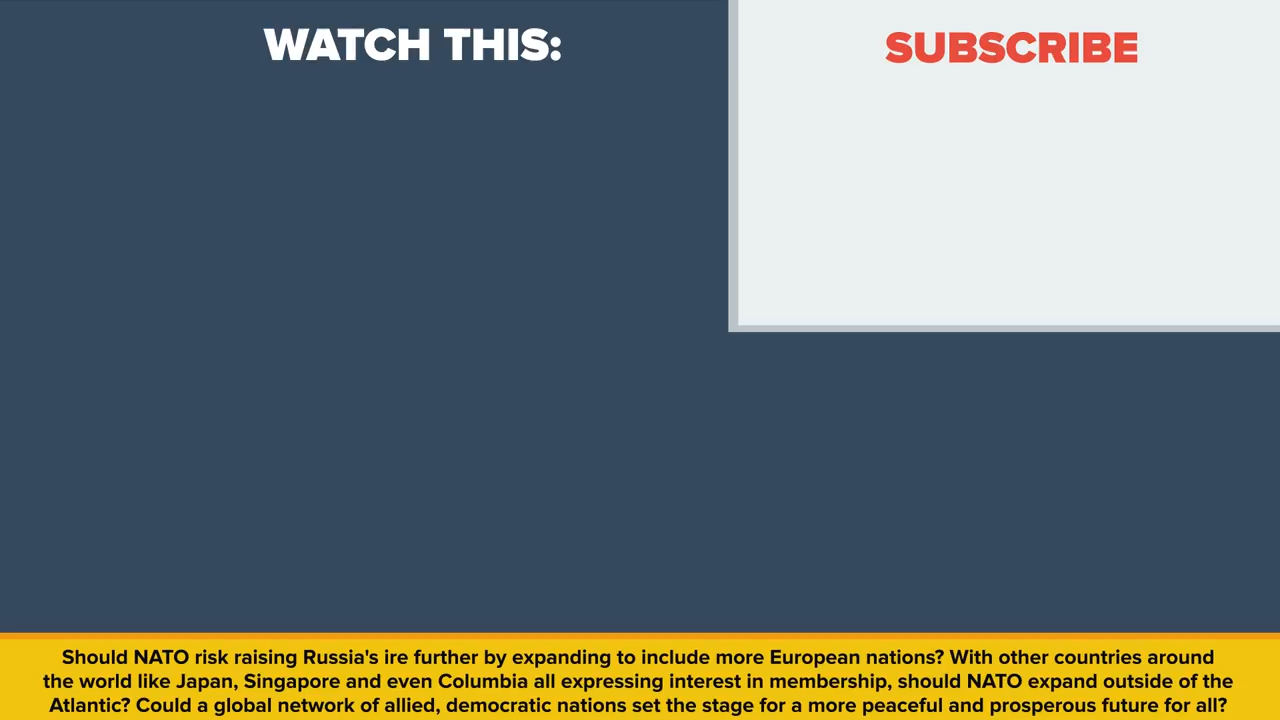 WATCH THIS:
SUBSCRIBE
Should NATO risk raising Russia's ire further by expanding to include more European nations? With other countries around
the world like Japan, Singapore and even Columbia all expressing interest in membership, should NATO expand outside of the
Atlantic? Could a global network of allied, democratic nations set the stage for a more peaceful and prosperous future for all?